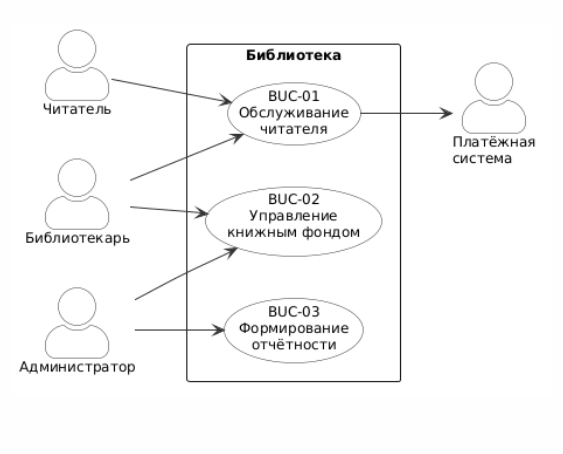 Библиотека
BUC-01
Обслуживание
читателя
Читатель
Платёжная
система
BUC-02
Управление
книжным фондом
Библиотекарь
BUC-03
Формирование
отчётности
Администратор